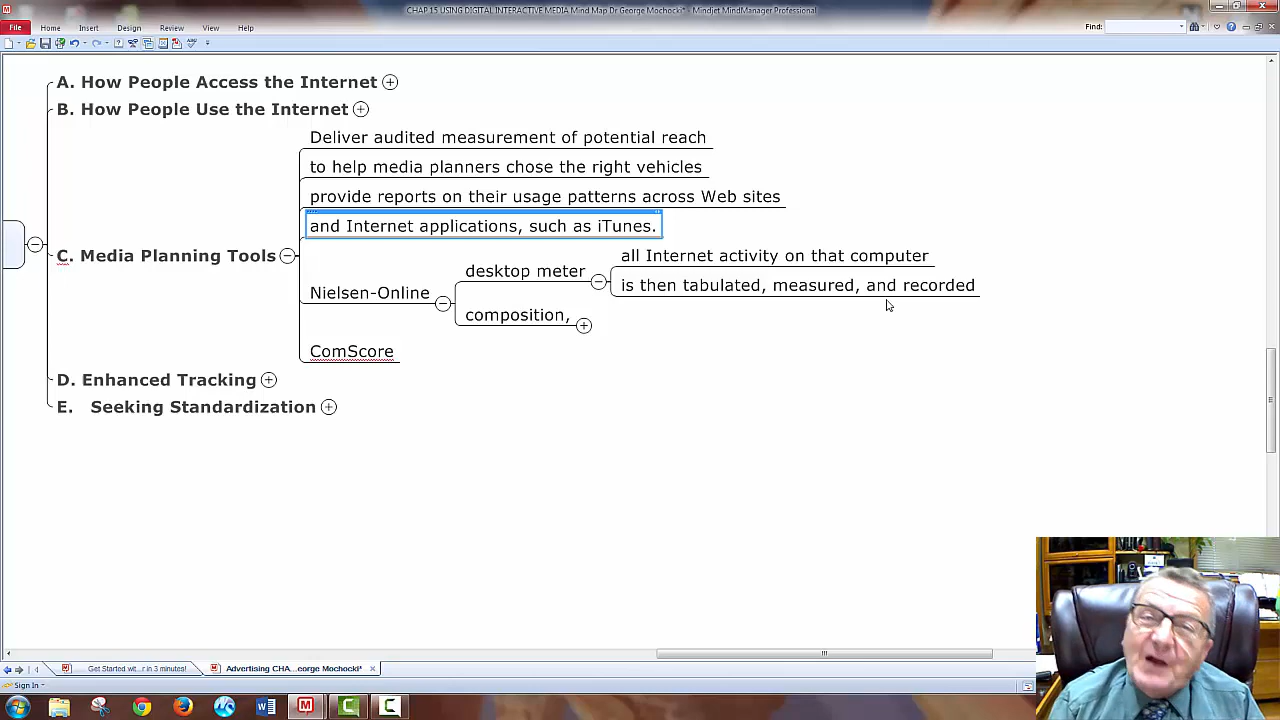 CHAP 15 USING DIGITAL INTERACTIVE MEDIA Mind Map Dr George Mochocki* - Mindjet MindManager Professional
File Home Insert Design Review View Help
Find:
A. How People Access the Internet
B. How People Use the Internet
Deliver audited measurement of potential reach
to help media planners chose the right vehicles
provide reports on their usage patterns across Web sites
and Internet applications, such as iTunes.
C. Media Planning Tools
all Internet activity on that computer
desktop meter
is then tabulated, measured, and recorded
Nielsen-Online
composition,
ComScore
D. Enhanced Tracking
E. Seeking Standardization
Get Started wit...r in 3 minutes!
Advertising CHA...eorge Mochocki*
Sign In